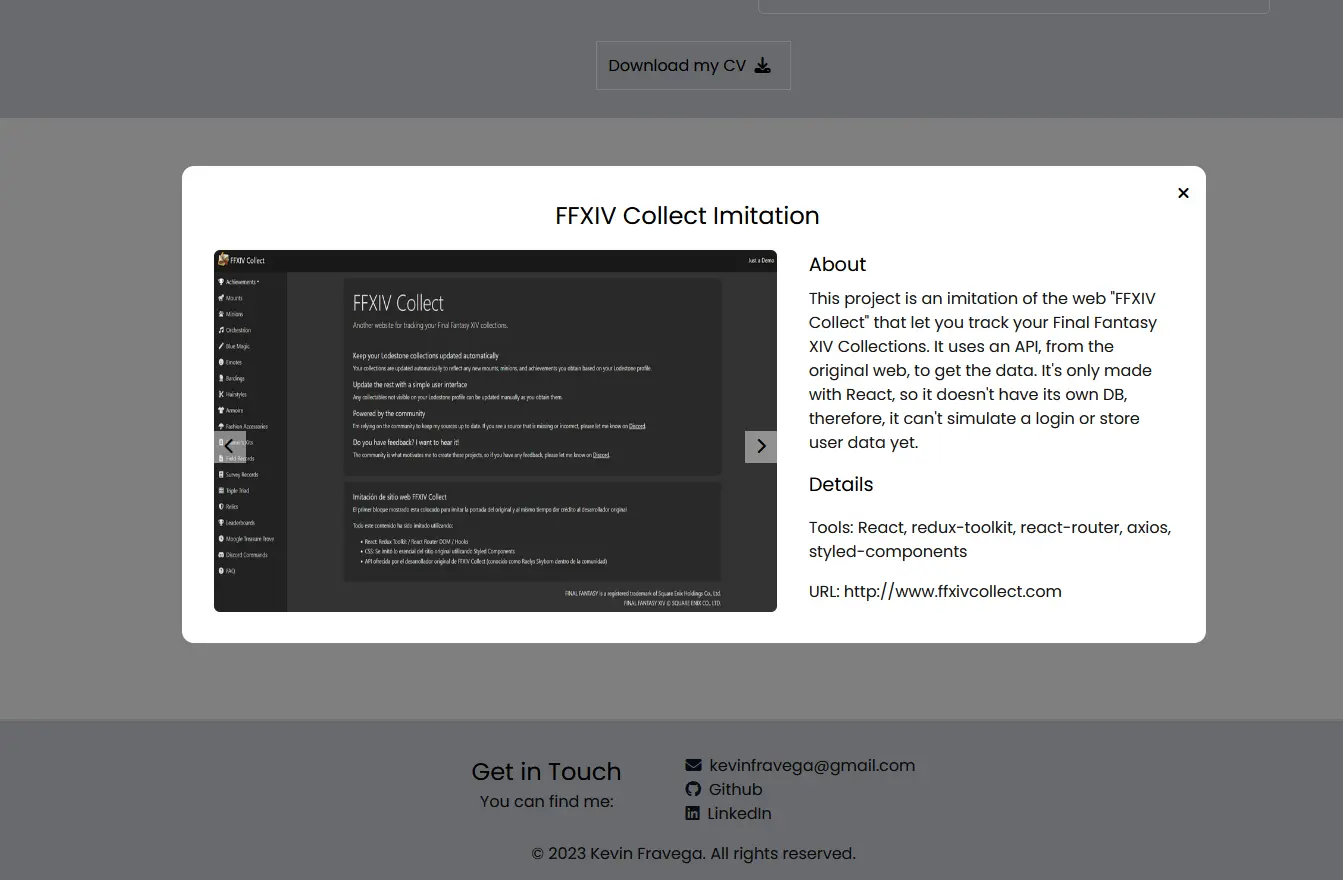 Download my CV
FFXIV Collect Imitation
FFXIV Collect
Just a Demo
Achievements
Mounts
Minions
Orchestrion
Blue Magic
Emotes
Bardings
Hairstyles
Armoire
Fashion Accessories
Field Records
Survey Records
Triple Triad
Relics
Leaderboards
Moogle Treasure Trove
Discord Commands
FAQ
FFXIV Collect
Another website for tracking your Final Fantasy XIV collections.
Keep your Lodestone collections updated automatically
Your collections are updated automatically to reflect any new mounts, minions, and achievements you obtain based on your Lodestone profile.
Update the rest with a simple user interface
Any collectibles not visible on your Lodestone profile can be updated manually as you obtain them.
Powered by the community
I'm relying on the community to keep my sources up to date. If you see a source that is missing or incorrect, please let me know on Discord.
Do you have feedback? I want to hear it!
The community is what motivates me to create these projects, so if you have any feedback, please let me know on Discord.
Imitación de sitio web FFXIV Collect
El primer bloque mostrado esta colocado para imitar la portada del original y al mismo tiempo dar crédito al desarrollador original
Todo este contenido ha sido imitado utilizando:
• React: Redux Toolkit / React Router DOM / Hooks
• CSS: Se imitó lo esencial del sitio original utilizando Styled Components
• API ofrecida por el desarrollador original de FFXIV Collect (conocido como Raelys Skyborn dentro de la comunidad)
FINAL FANTASY is a registered trademark of Square Enix Holdings Co., Ltd.
FINAL FANTASY XIV © SQUARE ENIX CO., LTD.
About
This project is an imitation of the web "FFXIV
Collect" that let you track your Final Fantasy
XIV Collections. It uses an API, from the
original web, to get the data. It's only made
with React, so it doesn't have its own DB,
therefore, it can't simulate a login or store
user data yet.
Details
Tools: React, redux-toolkit, react-router, axios,
styled-components
URL: http://www.ffxivcollect.com
Get in Touch
You can find me:
kevinfravega@gmail.com
Github
LinkedIn
© 2023 Kevin Fravega. All rights reserved.